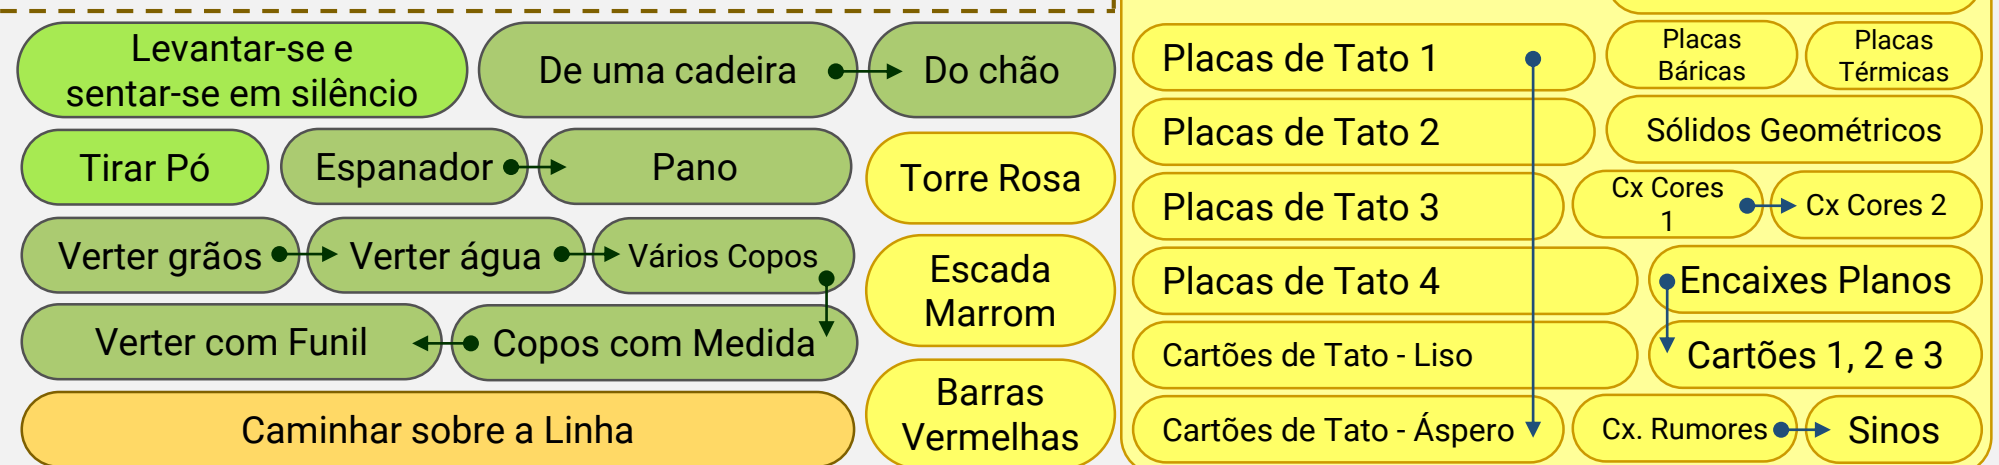 Levantar-se e
sentar-se em silêncio
De uma cadeira
Do chão
Tirar Pó
Espanador
Pano
Verter grãos
Verter água
Vários Copos
Verter com Funil
Copos com Medida
Caminhar sobre a Linha
Torre Rosa
Escada
Marrom
Barras
Vermelhas
Placas de Tato 1
Placas de Tato 2
Placas de Tato 3
Placas de Tato 4
Cartões de Tato - Liso
Cartões de Tato - Áspero
Placas
Báricas
Placas
Térmicas
Sólidos Geométricos
Cx Cores
1
Cx Cores 2
Encaixes Planos
Cartões 1, 2 e 3
Cx. Rumores
Sinos